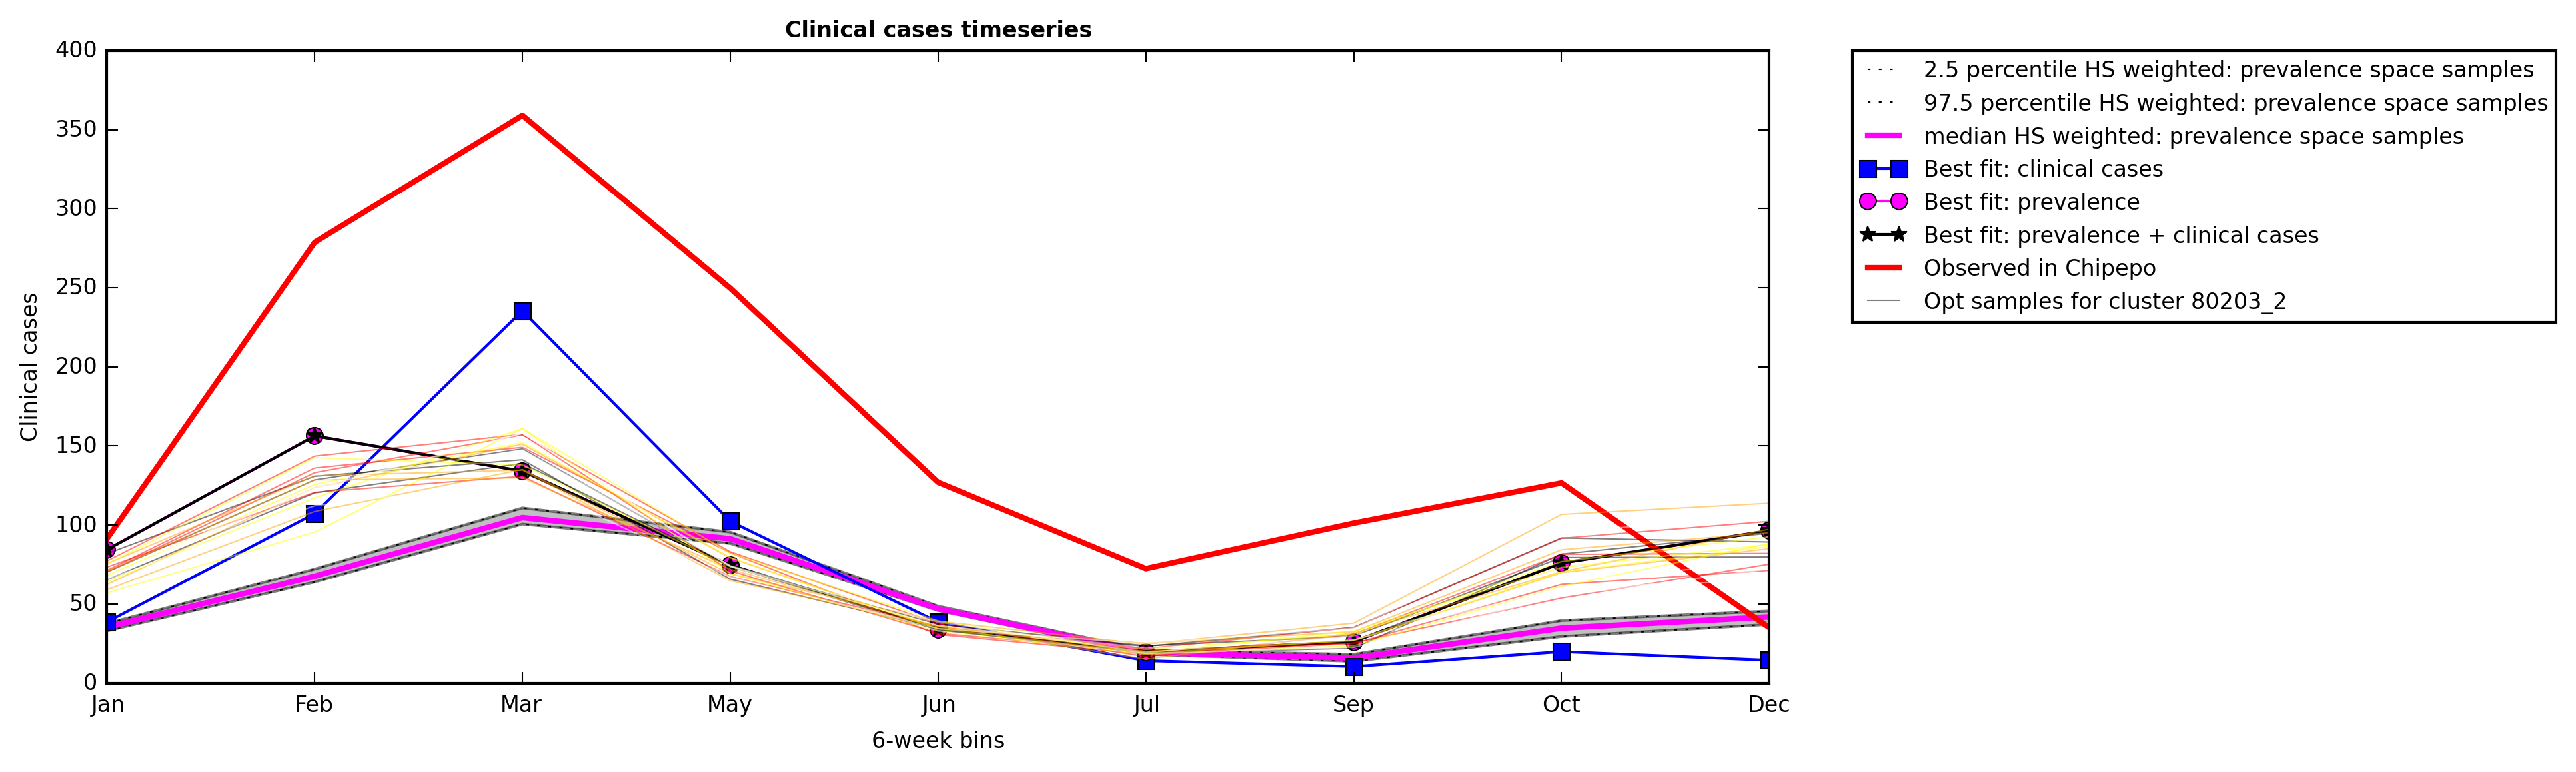 Clinical cases timeseries
400
350
300
250
200
150
100
50
0
Clinical cases
Jan Feb Mar May Jun Jul Sep Oct Dec
6-week bins
2.5 percentile HS weighted: prevalence space samples
97.5 percentile HS weighted: prevalence space samples
median HS weighted: prevalence space samples
Best fit: clinical cases
Best fit: prevalence
Best fit: prevalence + clinical cases
Observed in Chipepo
Opt samples for cluster 80203_2